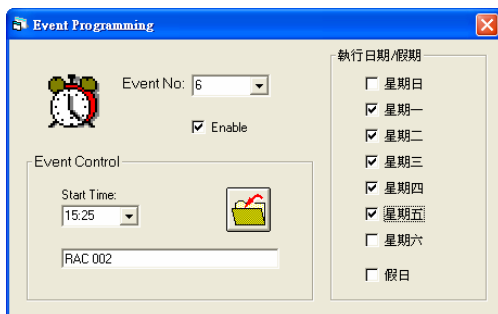 Event Programming
Event No: 6
Enable
Event Control
Start Time:
15:25
RAC 002
執行日期/假期
星期日
星期一
星期二
星期三
星期四
星期五
星期六
假日